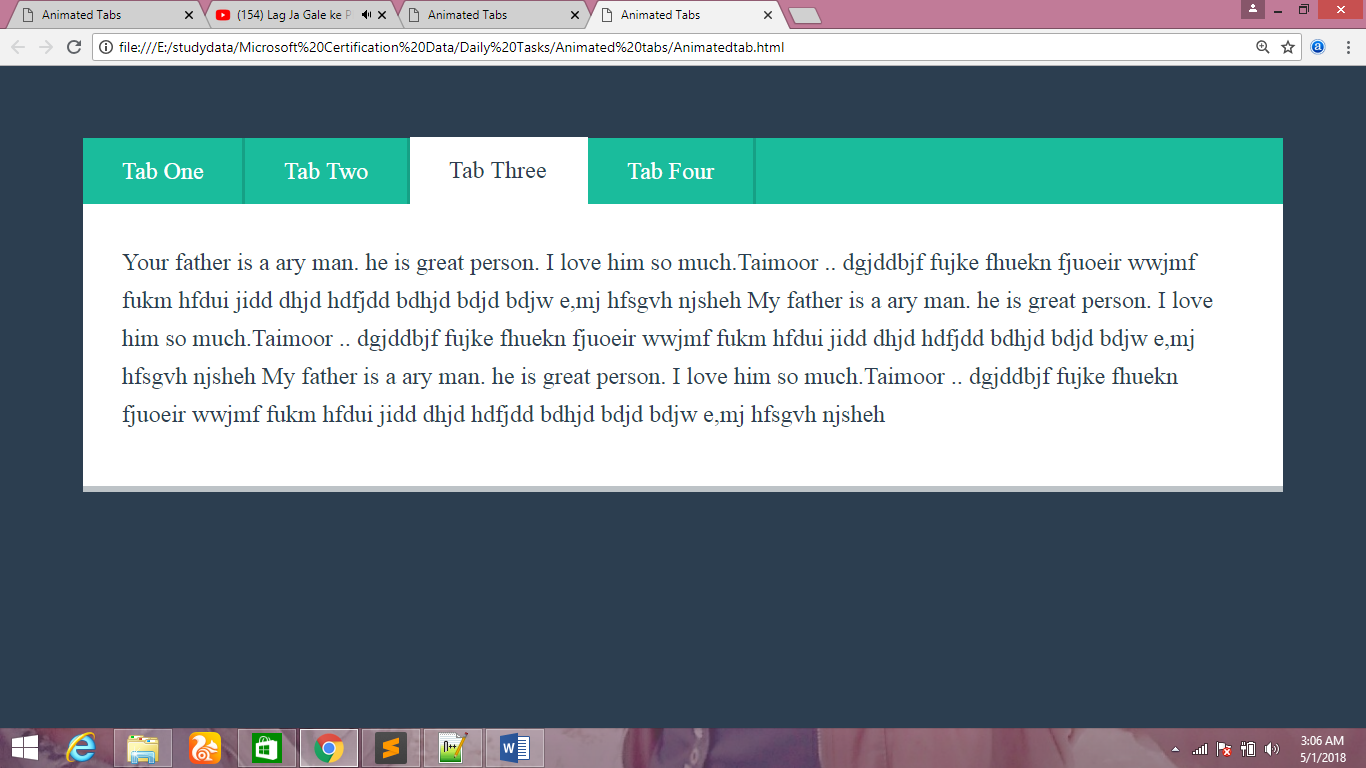 Animated Tabs
(154) Lag Ja Gale ke P
Animated Tabs
Animated Tabs
file:///E:/studydata/Microsoft%20Certification%20Data/Daily%20Tasks/Animated%20tabs/Animatedtab.html
Tab One
Tab Two
Tab Three
Tab Four
Your father is a ary man. he is great person. I love him so much.Taimoor .. dgjddbjf fujke fhuekn fjuoeir wwjmf
fukm hfdui jidd dhjd hdfjdd bdhjd bdjd bdjw e,mj hfsgvh njsheh My father is a ary man. he is great person. I love
him so much.Taimoor .. dgjddbjf fujke fhuekn fjuoeir wwjmf fukm hfdui jidd dhjd hdfjdd bdhjd bdjd bdjw e,mj
hfsgvh njsheh My father is a ary man. he is great person. I love him so much.Taimoor .. dgjddbjf fujke fhuekn
fjuoeir wwjmf fukm hfdui jidd dhjd hdfjdd bdhjd bdjd bdjw e,mj hfsgvh njsheh
3:06 AM
5/1/2018